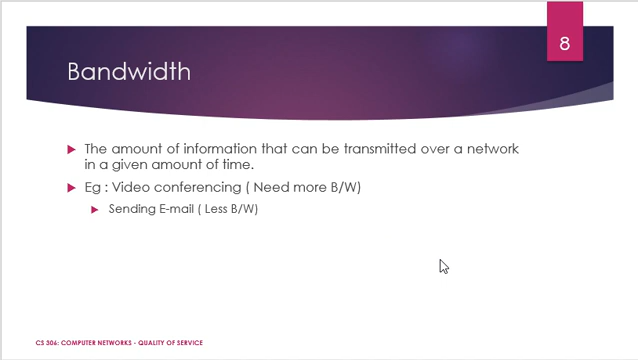 8
Bandwidth
The amount of information that can be transmitted over a network
in a given amount of time.
Eg : Video conferencing ( Need more B/W)
Sending E-mail ( Less B/W)
CS 306: COMPUTER NETWORKS - QUALITY OF SERVICE